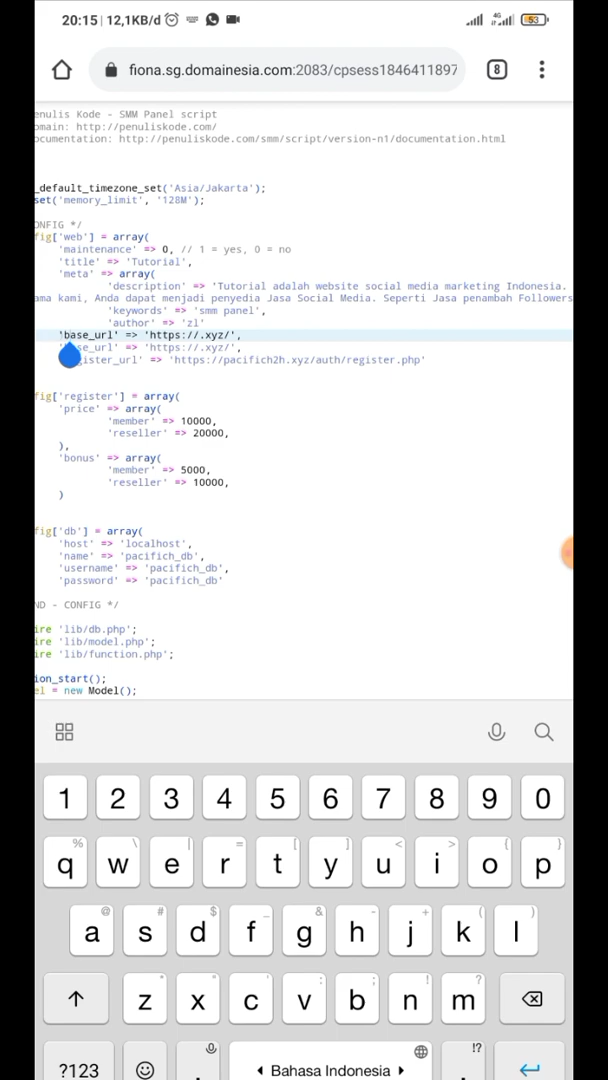 20:15 | 12,1KB/d
4G
53
fiona.sg.domainesia.com:2083/cpsess1846411897
8
enulis Kode - SMM Panel script
omain: http://penuliskode.com/
ocumentation: http://penuliskode.com/smm/script/version-n1/documentation.html
_default_timezone_set('Asia/Jakarta');
set('memory_limit', '128M');
ONFIG */
fig['web'] = array(
'maintenance' => 0, // 1 = yes, 0 = no
'title' => 'Tutorial',
'meta' => array(
'description' => 'Tutorial adalah website social media marketing Indonesia.
ama kami, Anda dapat menjadi penyedia Jasa Social Media. Seperti Jasa penambah Followers
'keywords' => 'smm panel',
'author' => 'zl'
'base_url' => 'https://.xyz/',
se_url' => 'https://.xyz/',
gister_url' => 'https://pacifich2h.xyz/auth/register.php'
fig['register'] = array(
'price' => array(
'member' => 10000,
'reseller' => 20000,
),
'bonus' => array(
'member' => 5000,
'reseller' => 10000,
)
fig['db'] = array(
'host' => 'localhost',
'name' => 'pacifich_db',
'username' => 'pacifich_db',
'password' => 'pacifich_db'
ND - CONFIG */
ire 'lib/db.php';
ire 'lib/model.php';
ire 'lib/function.php';
ion_start();
el = new Model();
1 2 3 4 5 6 7 8 9 0
% \ | = [ ] < > { }
q w e r t y u i o p
@ # $ _ & - + ( )
a s d f g h j k l
* " ' : ; ! ?
z x c v b n m
!?
?123 , Bahasa Indonesia .